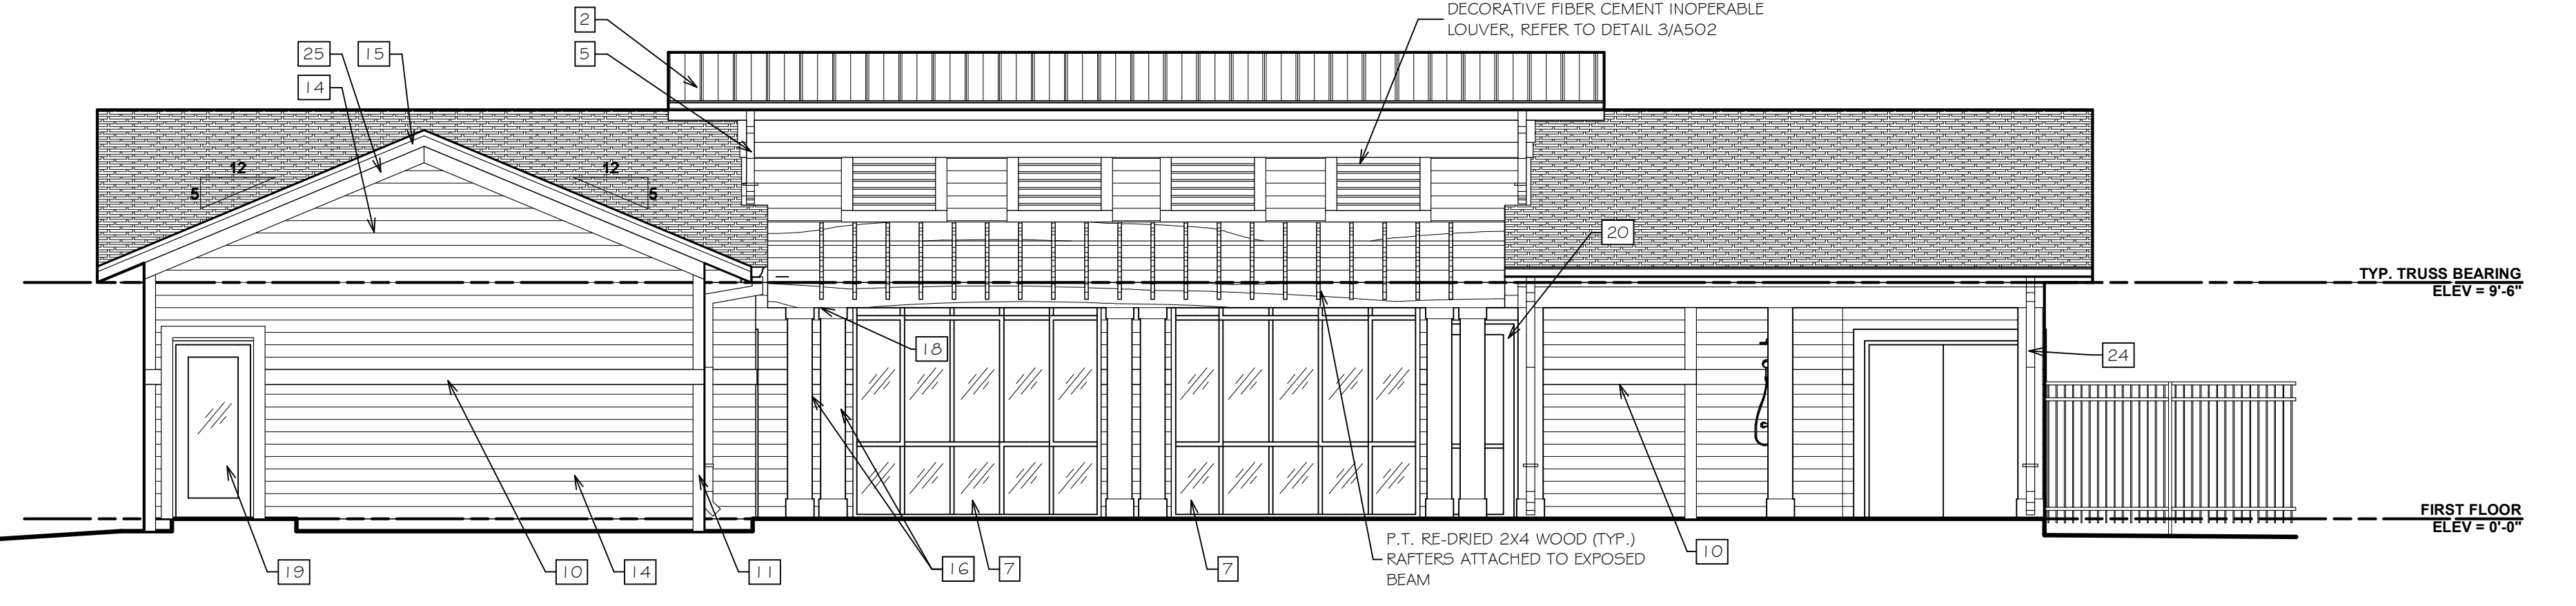 DECORATIVE FIBER CEMENT INOPERABLE
LOUVER, REFER TO DETAIL 3/A502
2
5
25
15
14
12
5
12
5
20
TYP. TRUSS BEARING
ELEV = 9'-6"
18
24
FIRST FLOOR
ELEV = 0'-0"
P.T. RE-DRIED 2X4 WOOD (TYP.)
RAFTERS ATTACHED TO EXPOSED
BEAM
10
19
10
14
11
16
7
7